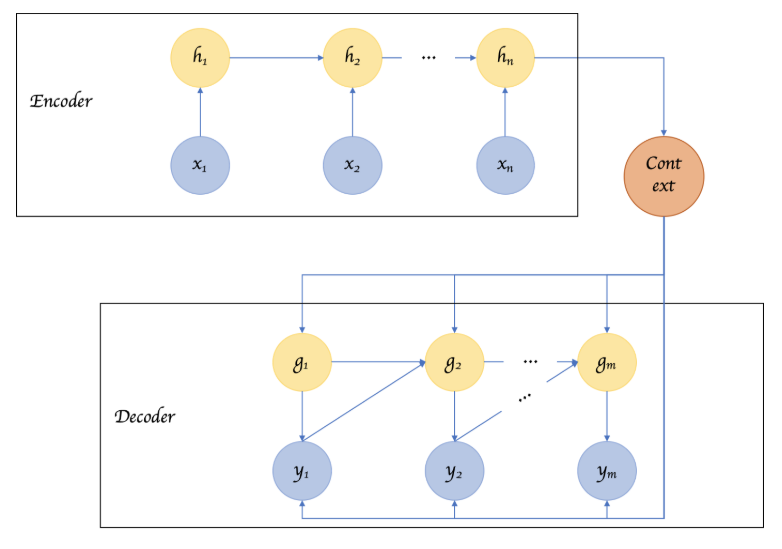 h₁ h₂ ... hₙ
Encoder
x₁ x₂ xₙ
Cont
ext
g₁ g₂ ... gₘ
...
Decoder
y₁ y₂ yₘ